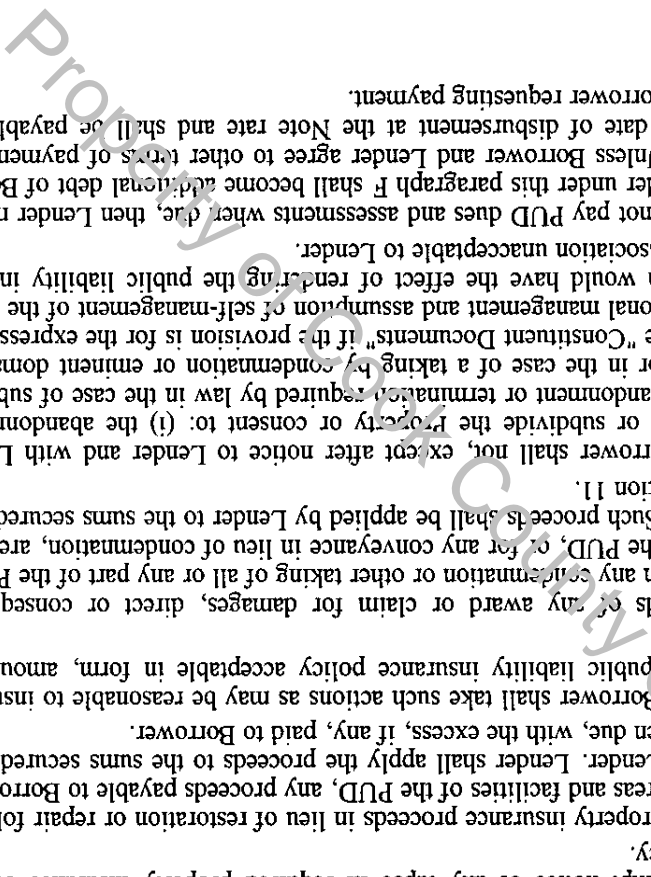 y.
roperty insurance proceeds in lieu of restoration or repair fol
reas and facilities of the PUD, any proceeds payable to Borro
Lender. Lender shall apply the proceeds to the sums secured
en due, with the excess, if any, paid to Borrower.
Borrower shall take such actions as may be reasonable to insu
public liability insurance policy acceptable in form, amoun
ds of any award or claim for damages, direct or conseq
n any condemnation or other taking of all or any part of the P
he PUD, or for any conveyance in lieu of condemnation, are
Such proceeds shall be applied by Lender to the sums secured
tion 11.
rrower shall not, except after notice to Lender and with L
or subdivide the Property or consent to: (i) the abandonn
andonment or termination required by law in the case of sub
or in the case of a taking by condemnation or eminent doma
e "Constituent Documents" if the provision is for the express
ional management and assumption of self-management of the
n would have the effect of rendering the public liability in
ssociation unacceptable to Lender.
not pay PUD dues and assessments when due, then Lender n
der under this paragraph F shall become additional debt of B
Unless Borrower and Lender agree to other terms of paymen
date of disbursement at the Note rate and shall be payabl
orrower requesting payment.
Property of Cook County